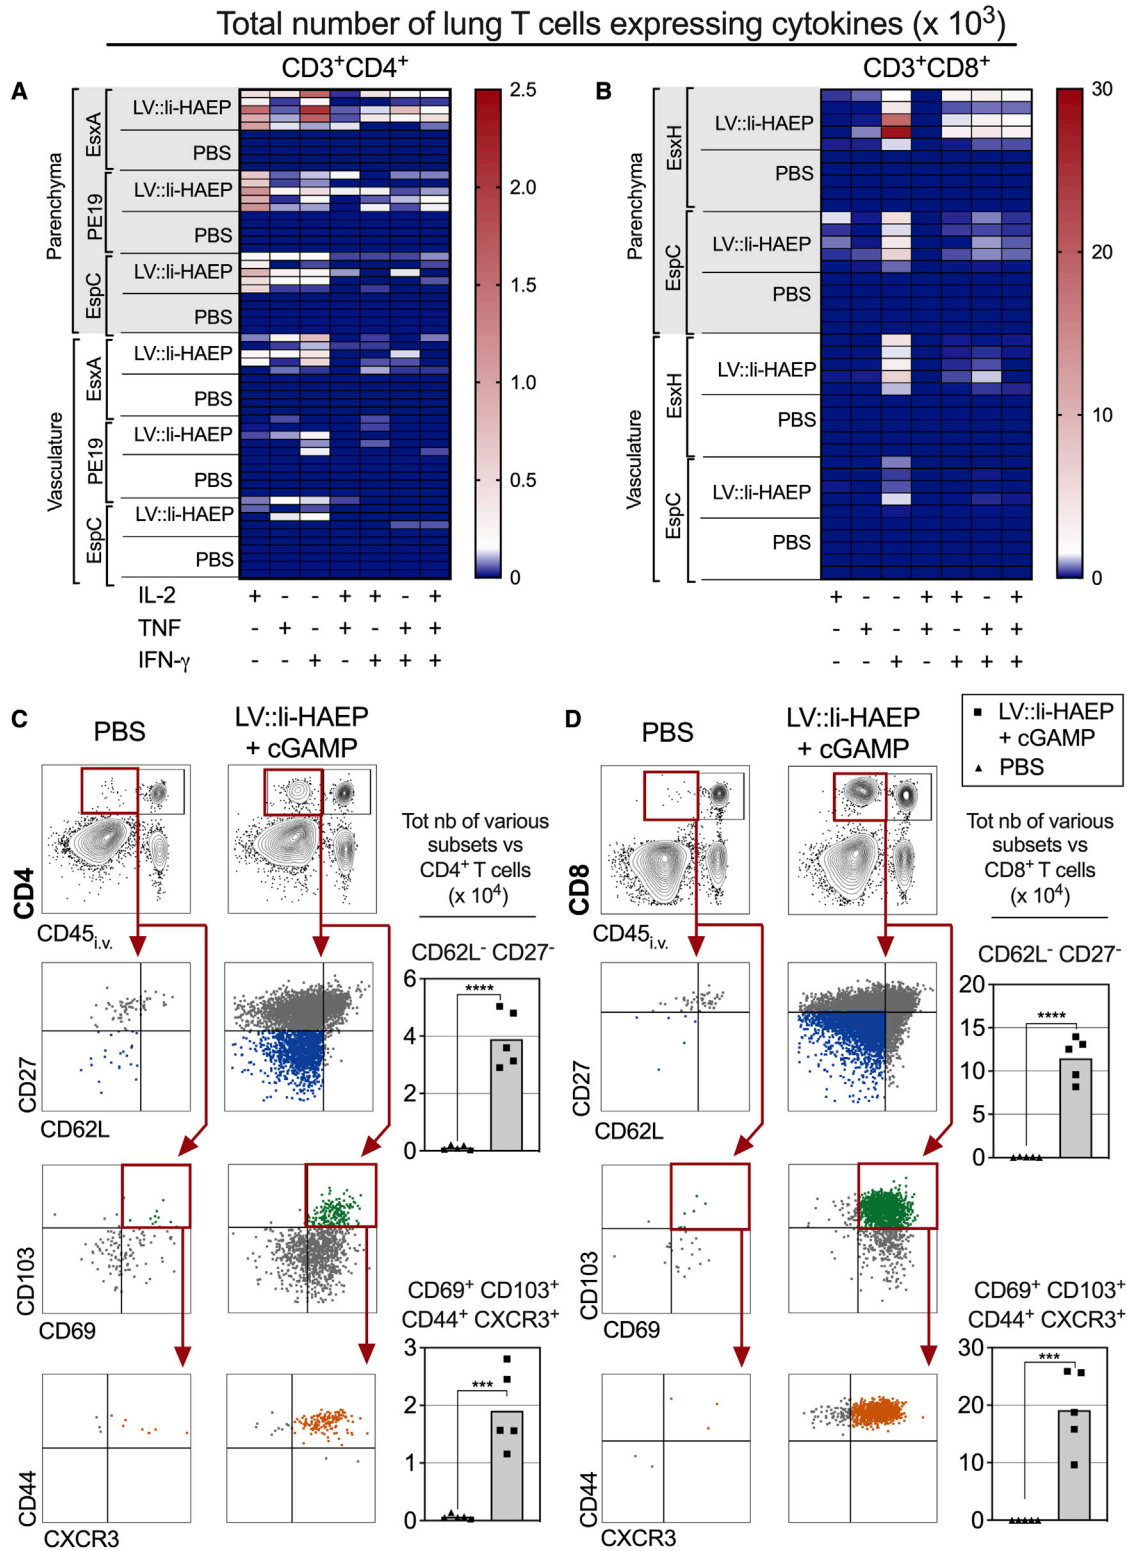 Total number of lung T cells expressing cytokines (x 10³)
A
CD3⁺CD4⁺
Parenchyma
EsxA
LV::li-HAEP
PBS
PE19
LV::li-HAEP
PBS
EspC
LV::li-HAEP
PBS
Vasculature
EsxA
LV::li-HAEP
PBS
PE19
LV::li-HAEP
PBS
EspC
LV::li-HAEP
PBS
2.5
2.0
1.5
1.0
0.5
0
IL-2 + - - + + - +
TNF - + - + - + +
IFN-γ - - + - + + +
B
CD3⁺CD8⁺
Parenchyma
EsxH
LV::li-HAEP
PBS
EspC
LV::li-HAEP
PBS
Vasculature
EsxH
LV::li-HAEP
PBS
EspC
LV::li-HAEP
PBS
30
20
10
0
+ - - + + - +
- + - + - + +
- - + - + + +
C
PBS
LV::li-HAEP
+ cGAMP
CD4
CD45i.v.
Tot nb of various
subsets vs
CD4⁺ T cells
(x 10⁴)
CD27
CD62L
CD62L⁻ CD27⁻
6
4
2
0
****
CD103
CD69
CD69⁺ CD103⁺
CD44⁺ CXCR3⁺
3
2
1
0
***
CD44
CXCR3
D
PBS
LV::li-HAEP
+ cGAMP
LV::li-HAEP
+ cGAMP
PBS
CD8
CD45i.v.
Tot nb of various
subsets vs
CD8⁺ T cells
(x 10⁴)
CD27
CD62L
CD62L⁻ CD27⁻
20
15
10
5
0
****
CD103
CD69
CD69⁺ CD103⁺
CD44⁺ CXCR3⁺
30
20
10
0
***
CD44
CXCR3